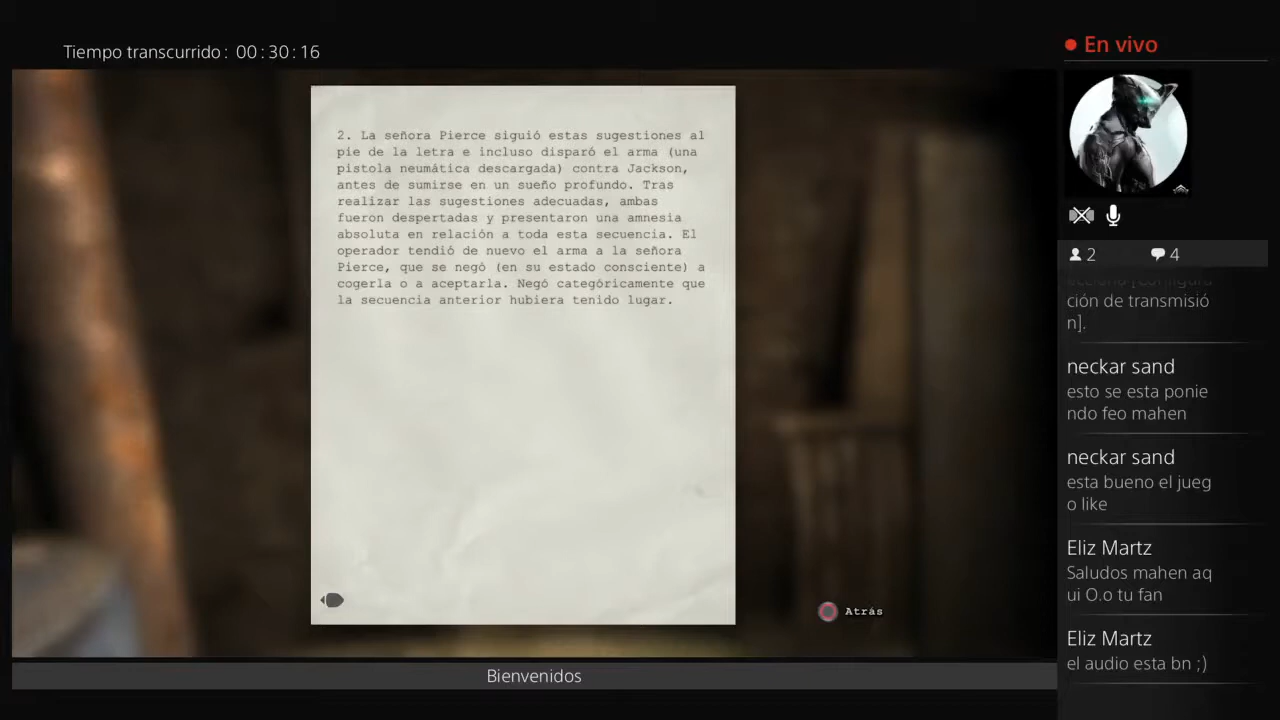 Tiempo transcurrido: 00:30:16
2. La señora Pierce siguió estas sugestiones al
pie de la letra e incluso disparó el arma (una
pistola neumática descargada) contra Jackson,
antes de sumirse en un sueño profundo. Tras
realizar las sugestiones adecuadas, ambas
fueron despertadas y presentaron una amnesia
absoluta en relación a toda esta secuencia. El
operador tendió de nuevo el arma a la señora
Pierce, que se negó (en su estado consciente) a
cogerla o a aceptarla. Negó categóricamente que
la secuencia anterior hubiera tenido lugar.
Atrás
Bienvenidos
En vivo
2
4
ción de transmisió
n].
neckar sand
esto se esta ponie
ndo feo mahen
neckar sand
esta bueno el jueg
o like
Eliz Martz
Saludos mahen aq
ui O.o tu fan
Eliz Martz
el audio esta bn ;)